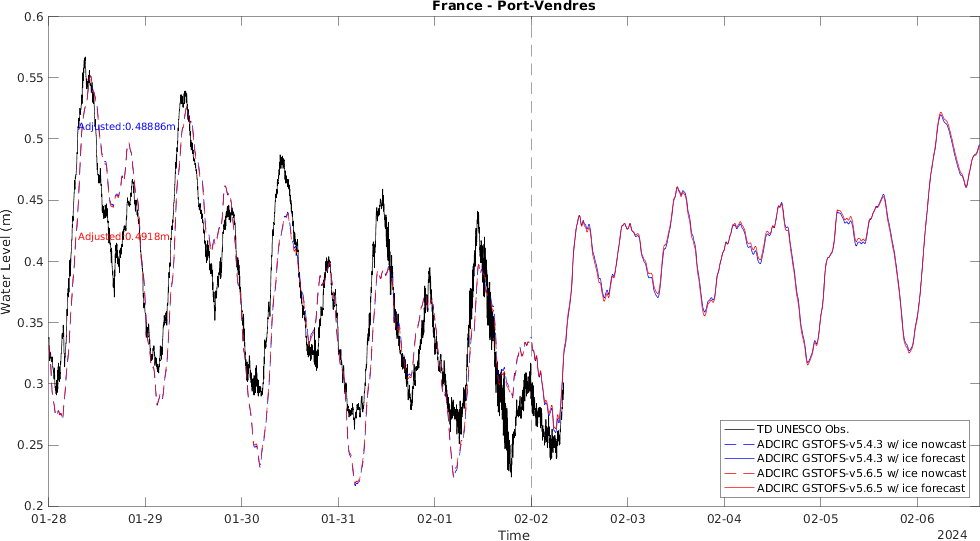 France - Port-Vendres
0.6
0.55
0.5
0.45
0.4
0.35
0.3
0.25
0.2
Water Level (m)
Adjusted:0.48886m
Adjusted:0.4918m
TD UNESCO Obs.
ADCIRC GSTOFS-v5.4.3 w/ ice nowcast
ADCIRC GSTOFS-v5.4.3 w/ ice forecast
ADCIRC GSTOFS-v5.6.5 w/ ice nowcast
ADCIRC GSTOFS-v5.6.5 w/ ice forecast
01-28 01-29 01-30 01-31 02-01 02-02 02-03 02-04 02-05 02-06
Time
2024